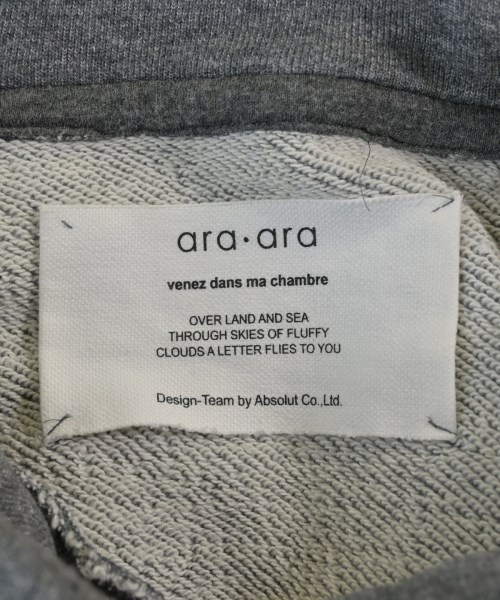 ara·ara
venez dans ma chambre
OVER LAND AND SEA
THROUGH SKIES OF FLUFFY
CLOUDS A LETTER FLIES TO YOU
Design-Team by Absolut Co.,Ltd.